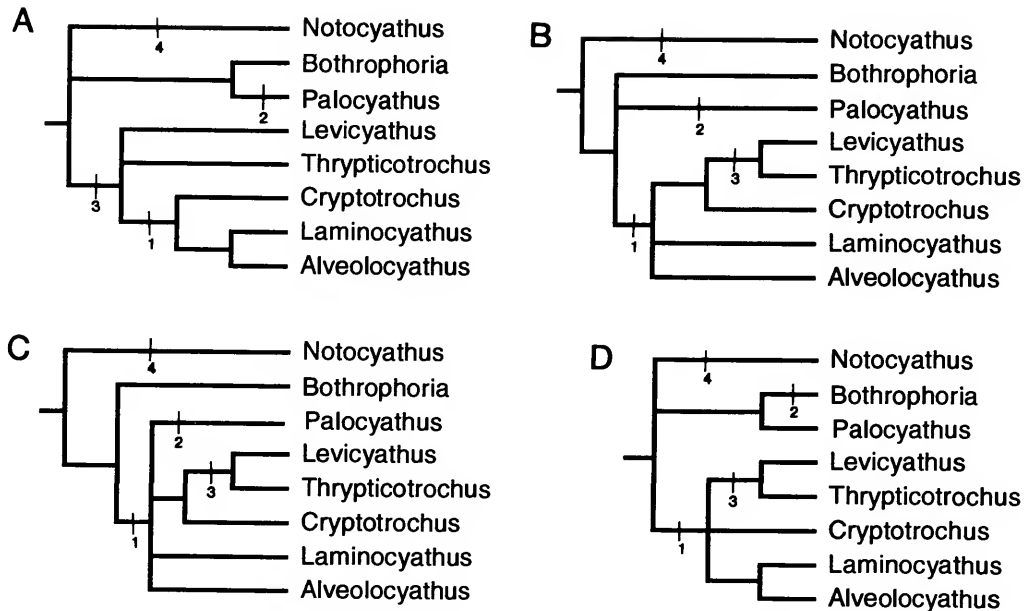 A
Notocyathus
4
Bothrophoria
Palocyathus
2
Levicyathus
Thrypticotrochus
3
Cryptotrochus
1
Laminocyathus
Alveolocyathus
B
Notocyathus
4
Bothrophoria
Palocyathus
2
Levicyathus
3
Thrypticotrochus
Cryptotrochus
1
Laminocyathus
Alveolocyathus
C
Notocyathus
4
Bothrophoria
Palocyathus
2
Levicyathus
3
Thrypticotrochus
Cryptotrochus
1
Laminocyathus
Alveolocyathus
D
Notocyathus
4
Bothrophoria
2
Palocyathus
Levicyathus
3
Thrypticotrochus
Cryptotrochus
1
Laminocyathus
Alveolocyathus